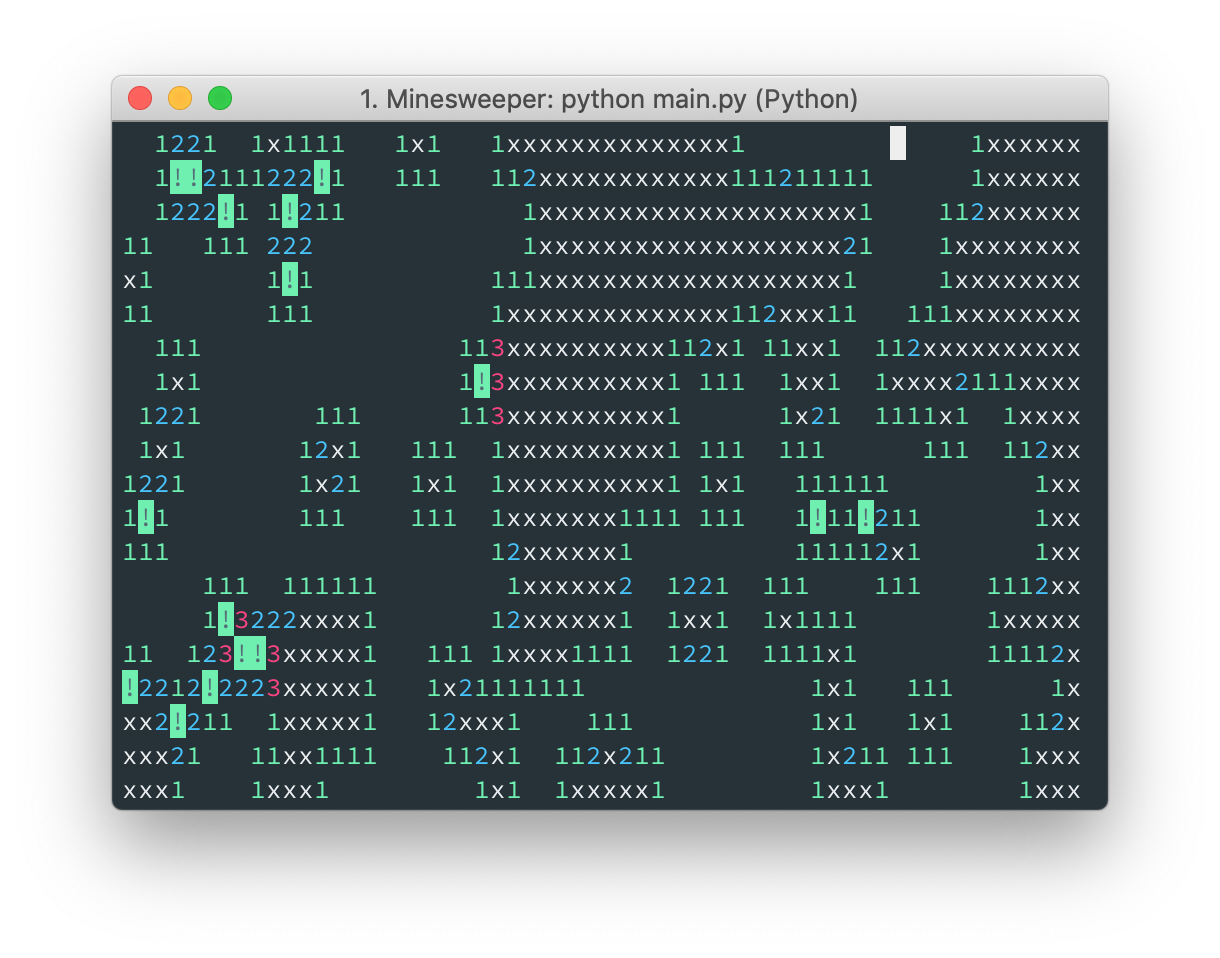 1. Minesweeper: python main.py (Python)
  1221  1x1111   1x1   1xxxxxxxxxxxxxx1              1xxxxxx
  1!!2111222!1   111   112xxxxxxxxxxxx111211111      1xxxxxx
  1222!1 1!211           1xxxxxxxxxxxxxxxxxxxx1    112xxxxxx
11   111 222             1xxxxxxxxxxxxxxxxxxx21    1xxxxxxxx
x1       1!1           111xxxxxxxxxxxxxxxxxxx1     1xxxxxxxx
11       111           1xxxxxxxxxxxxxx112xxx11   111xxxxxxxx
  111                113xxxxxxxxxx112x1 11xx1  112xxxxxxxxxx
  1x1                1!3xxxxxxxxxx1 111  1xx1  1xxxx2111xxxx
 1221       111      113xxxxxxxxxx1      1x21  1111x1  1xxxx
 1x1       12x1   111  1xxxxxxxxxx1 111  111      111  112xx
1221       1x21   1x1  1xxxxxxxxxx1 1x1   111111         1xx
1!1        111    111  1xxxxxxx1111 111   1!11!211       1xx
111                    12xxxxxx1          111112x1       1xx
     111  111111        1xxxxxx2  1221  111    111    1112xx
     1!3222xxxx1       12xxxxxx1  1xx1  1x1111        1xxxxx
11  123!!3xxxxx1   111 1xxxx1111  1221  1111x1        11112x
!2212!2223xxxxx1   1x21111111              1x1   111      1x
xx2!211  1xxxxx1   12xxx1    111           1x1   1x1    112x
xxx21   11xx1111    112x1  112x211         1x211 111    1xxx
xxx1    1xxx1         1x1  1xxxxx1         1xxx1        1xxx